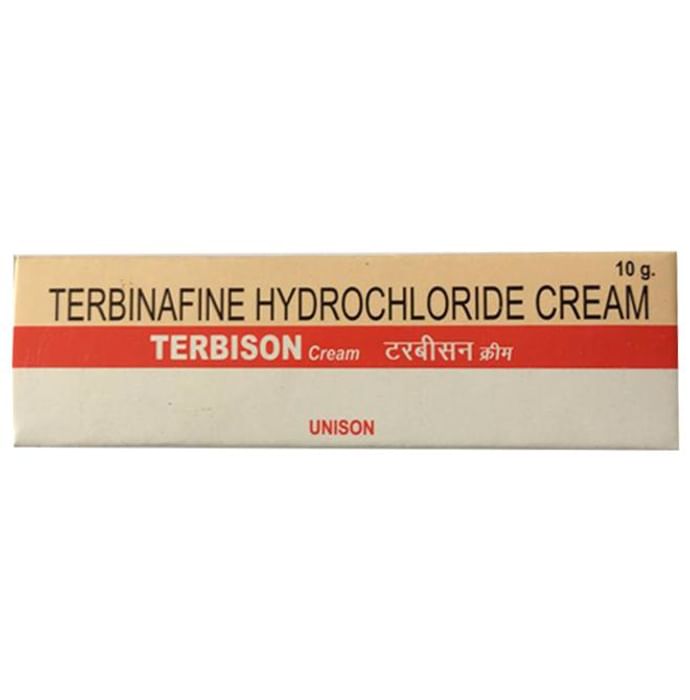 10 g.
TERBINAFINE HYDROCHLORIDE CREAM
TERBISON Cream टरबीसन क्रीम
UNISON